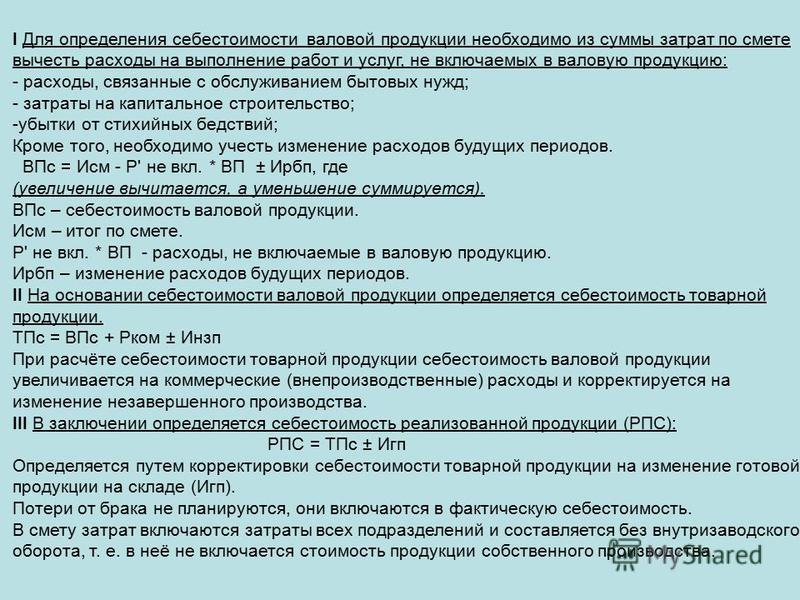 I Для определения себестоимости валовой продукции необходимо из суммы затрат по смете
вычесть расходы на выполнение работ и услуг, не включаемых в валовую продукцию:
- расходы, связанные с обслуживанием бытовых нужд;
- затраты на капитальное строительство;
-убытки от стихийных бедствий;
Кроме того, необходимо учесть изменение расходов будущих периодов.
ВПс = Исм - Р' не вкл. * ВП ± Ирбп, где
(увеличение вычитается, а уменьшение суммируется).
ВПс – себестоимость валовой продукции.
Исм – итог по смете.
Р' не вкл. * ВП - расходы, не включаемые в валовую продукцию.
Ирбп – изменение расходов будущих периодов.
II На основании себестоимости валовой продукции определяется себестоимость товарной
продукции.
ТПс = ВПс + Рком ± Инзп
При расчёте себестоимости товарной продукции себестоимость валовой продукции
увеличивается на коммерческие (внепроизводственные) расходы и корректируется на
изменение незавершенного производства.
III В заключении определяется себестоимость реализованной продукции (РПС):
РПС = ТПс ± Игп
Определяется путем корректировки себестоимости товарной продукции на изменение готовой
продукции на складе (Игп).
Потери от брака не планируются, они включаются в фактическую себестоимость.
В смету затрат включаются затраты всех подразделений и составляется без внутризаводского
оборота, т. е. в неё не включается стоимость продукции собственного производства.
MyShared